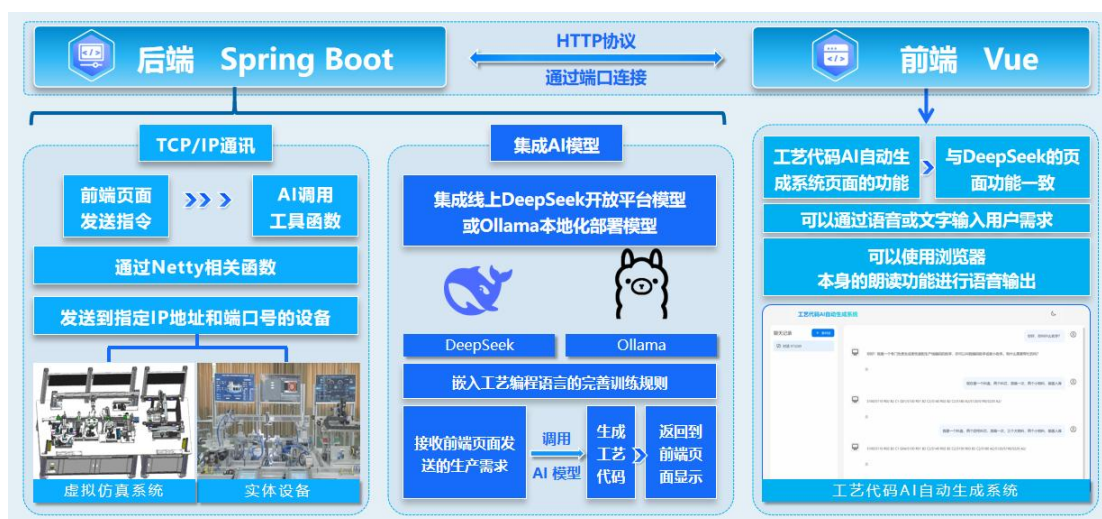 后端 Spring Boot
HTTP协议
通过端口连接
前端 Vue
TCP/IP通讯
前端页面
发送指令
AI调用
工具函数
通过Netty相关函数
发送到指定IP地址和端口号的设备
虚拟仿真系统
实体设备
集成AI模型
集成线上DeepSeek开放平台模型
或Ollama本地化部署模型
DeepSeek
Ollama
嵌入工艺编程语言的完善训练规则
接收前端页面发
送的生产需求
调用
AI 模型
生成
工艺
代码
返回到
前端页
面显示
工艺代码AI自动生
成系统页面的功能
与DeepSeek的页
面功能一致
可以通过语音或文字输入用户需求
可以使用浏览器
本身的朗读功能进行语音输出
工艺代码AI自动生成系统
聊天记录
工艺代码AI自动生成系统